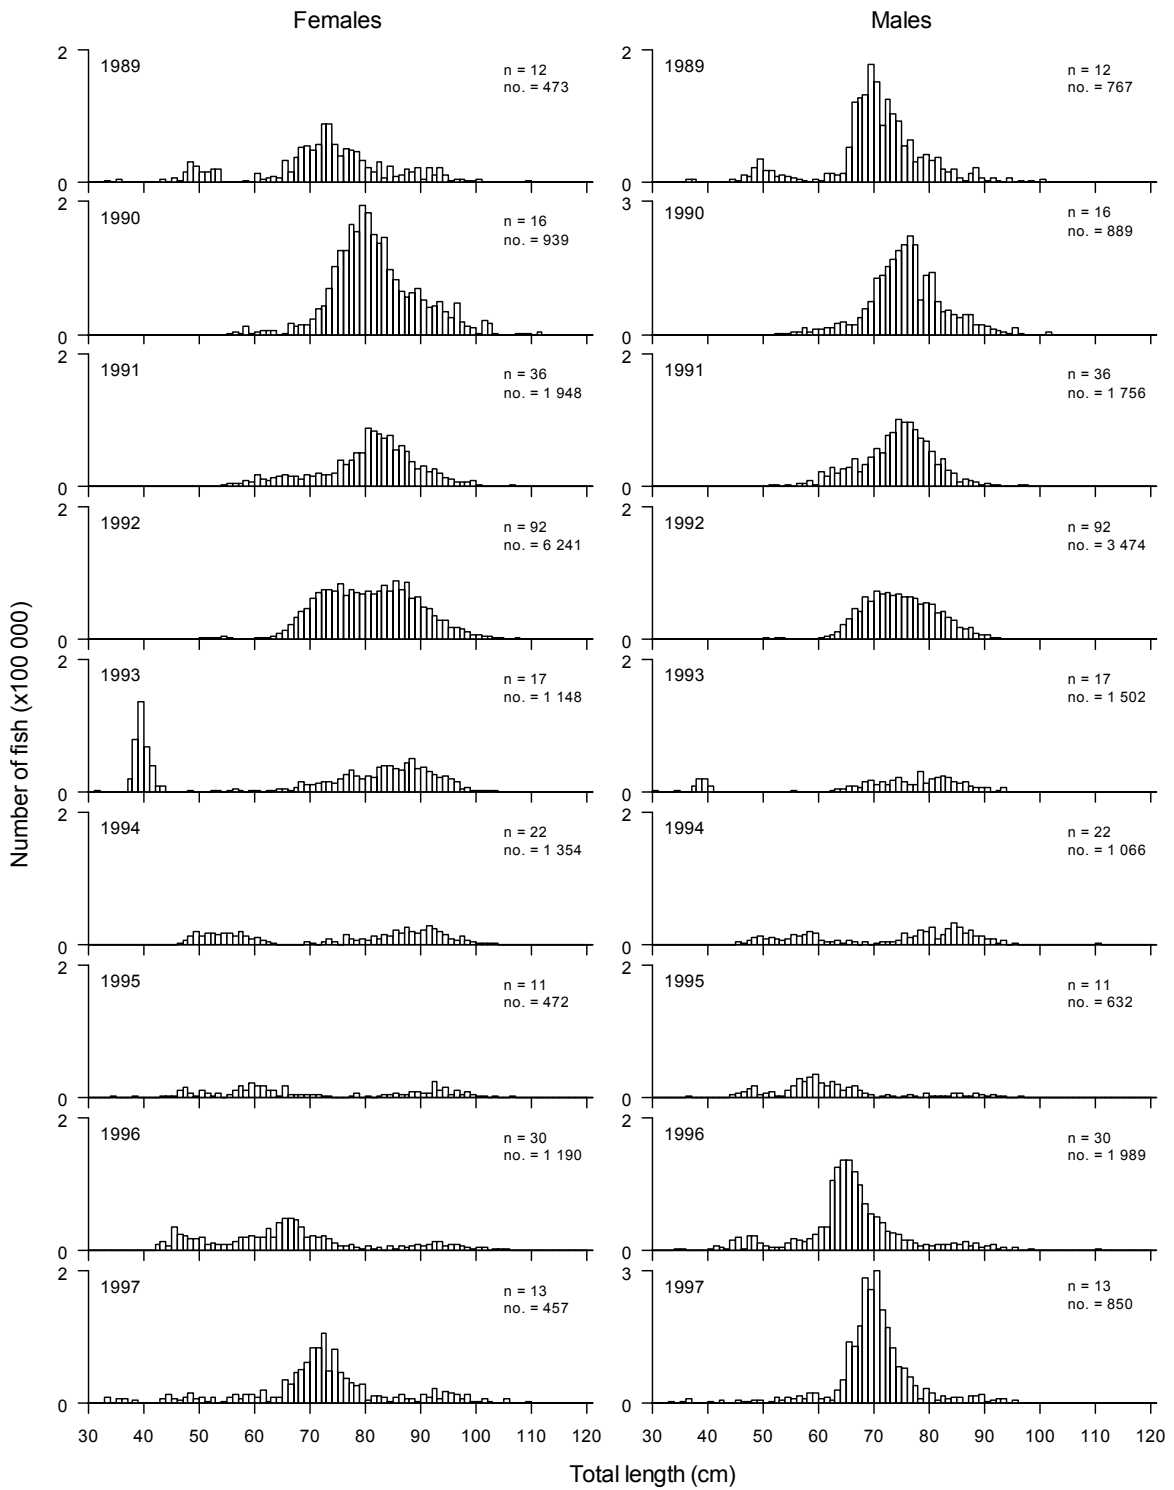 Females Males
2 1989 n = 12 no. = 473 0
2 1989 n = 12 no. = 767 0
2 1990 n = 16 no. = 939 0
3 1990 n = 16 no. = 889 0
2 1991 n = 36 no. = 1 948 0
2 1991 n = 36 no. = 1 756 0
2 1992 n = 92 no. = 6 241 0
2 1992 n = 92 no. = 3 474 0
2 1993 n = 17 no. = 1 148 0
2 1993 n = 17 no. = 1 502 0
2 1994 n = 22 no. = 1 354 0
2 1994 n = 22 no. = 1 066 0
2 1995 n = 11 no. = 472 0
2 1995 n = 11 no. = 632 0
2 1996 n = 30 no. = 1 190 0
2 1996 n = 30 no. = 1 989 0
2 1997 n = 13 no. = 457 0
3 1997 n = 13 no. = 850 0
30 40 50 60 70 80 90 100 110 120 30 40 50 60 70 80 90 100 110 120
Total length (cm)
Number of fish (x100 000)